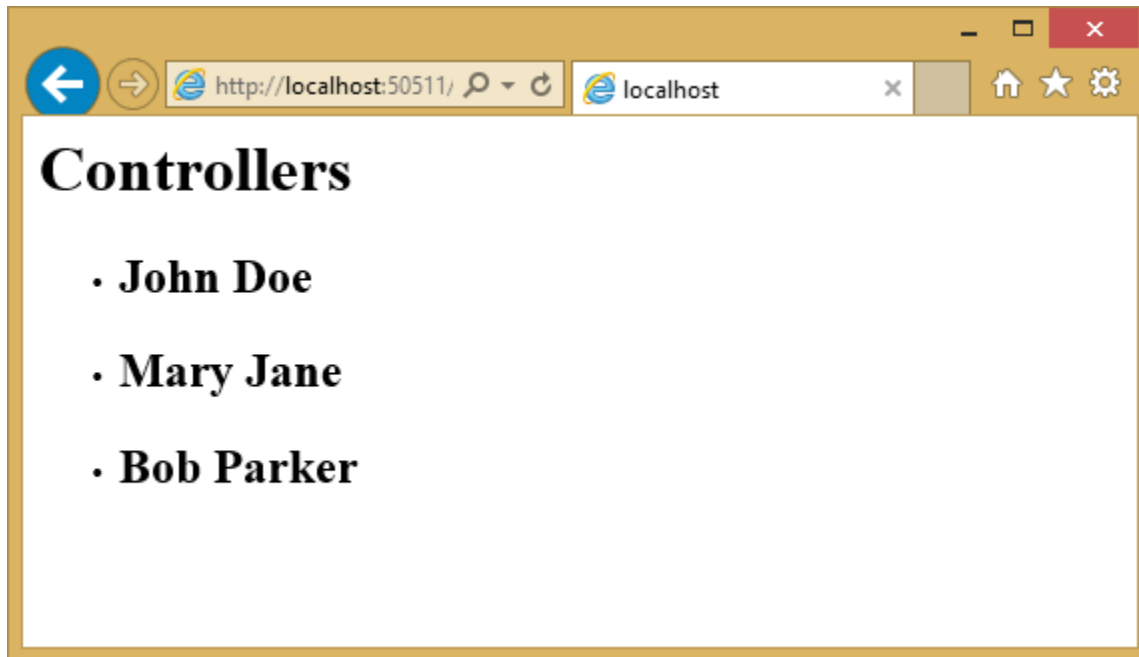 http://localhost:50511/
localhost
Controllers
• John Doe
• Mary Jane
• Bob Parker